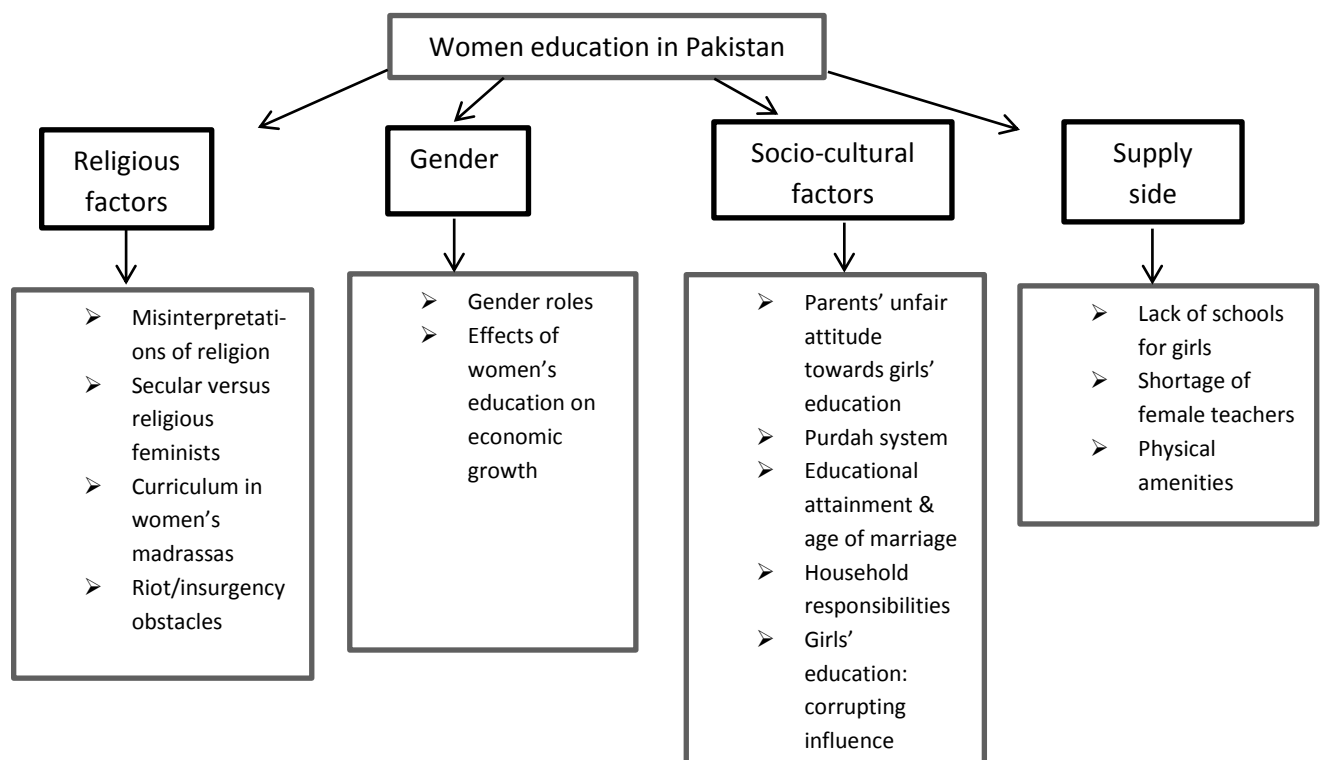 Women education in Pakistan
Religious
factors
Gender
Socio-cultural
factors
Supply
side
➢ Misinterpretati-
ons of religion
➢ Secular versus
religious
feminists
➢ Curriculum in
women’s
madrassas
➢ Riot/insurgency
obstacles
➢ Gender roles
➢ Effects of
women’s
education on
economic
growth
➢ Parents’ unfair
attitude
towards girls’
education
➢ Purdah system
➢ Educational
attainment &
age of marriage
➢ Household
responsibilities
➢ Girls’
education:
corrupting
influence
➢ Lack of schools
for girls
➢ Shortage of
female teachers
➢ Physical
amenities